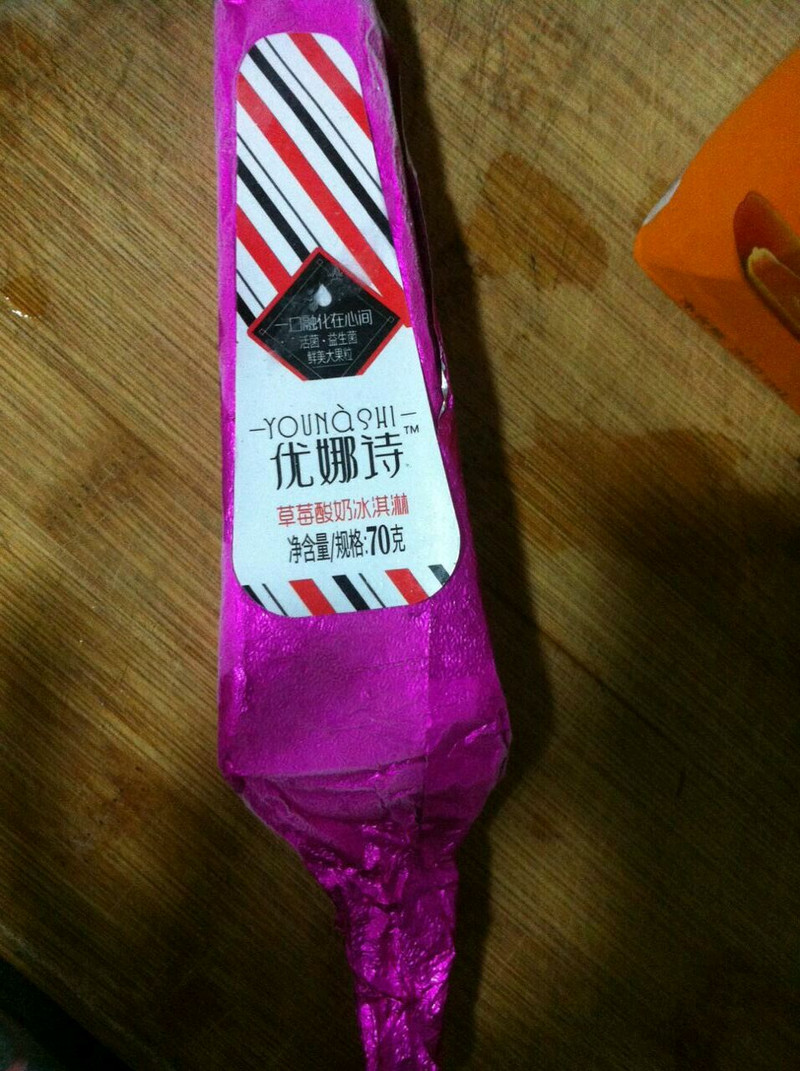 一口融化在心间
活菌·益生菌
鲜美大果粒
YOUNÀSHI
优娜诗™
草莓酸奶冰淇淋
净含量/规格:70克